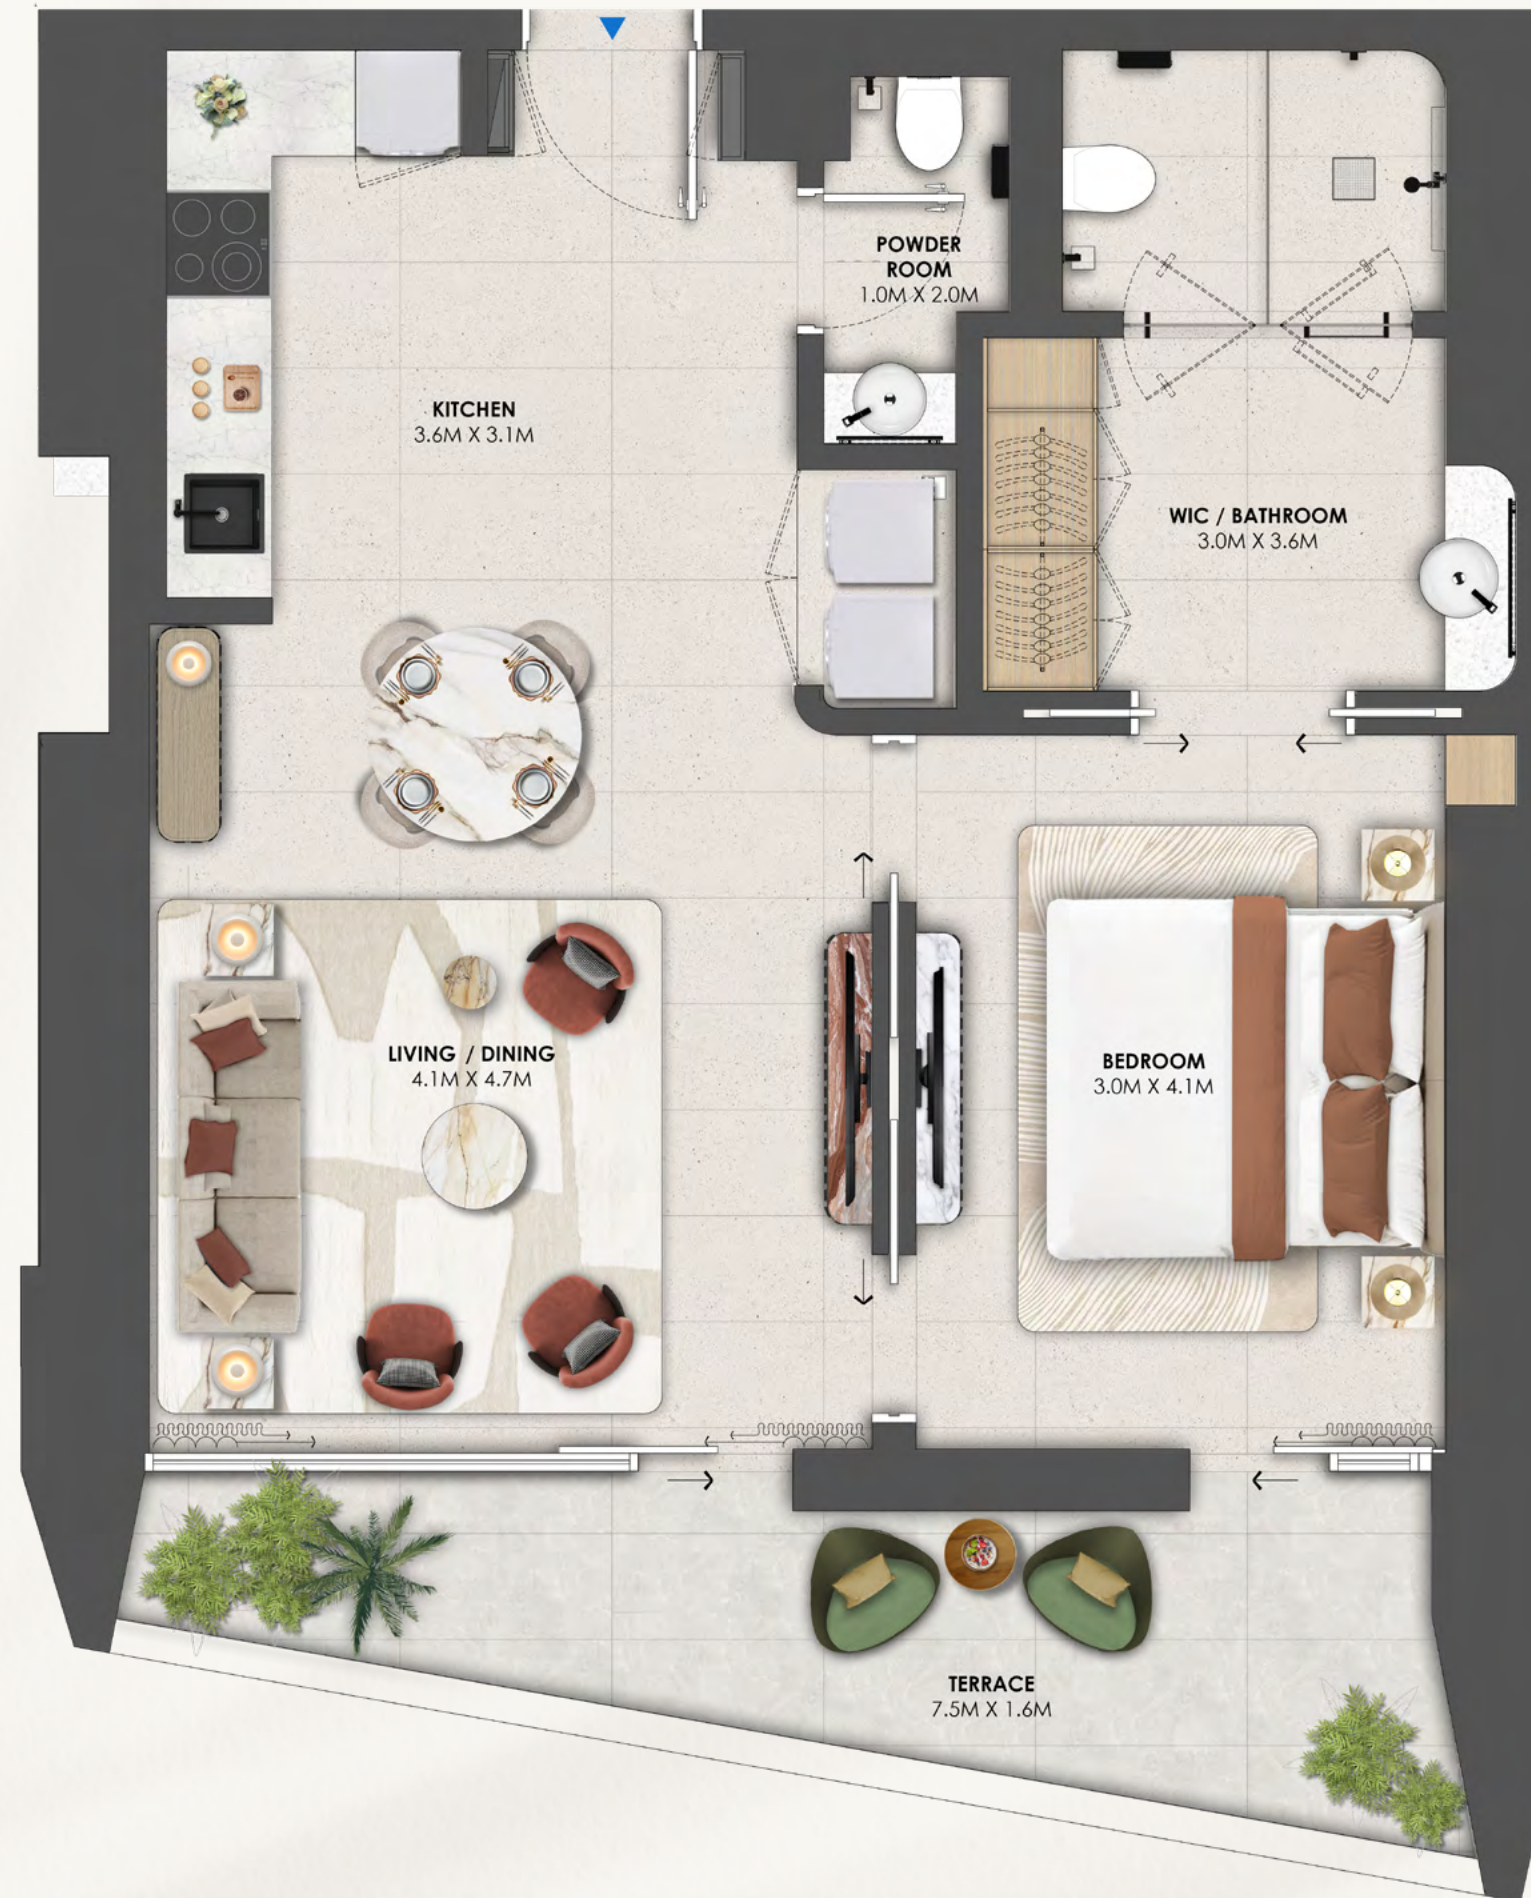 POWDER
ROOM
1.0M X 2.0M
KITCHEN
3.6M X 3.1M
WIC / BATHROOM
3.0M X 3.6M
LIVING / DINING
4.1M X 4.7M
BEDROOM
3.0M X 4.1M
TERRACE
7.5M X 1.6M